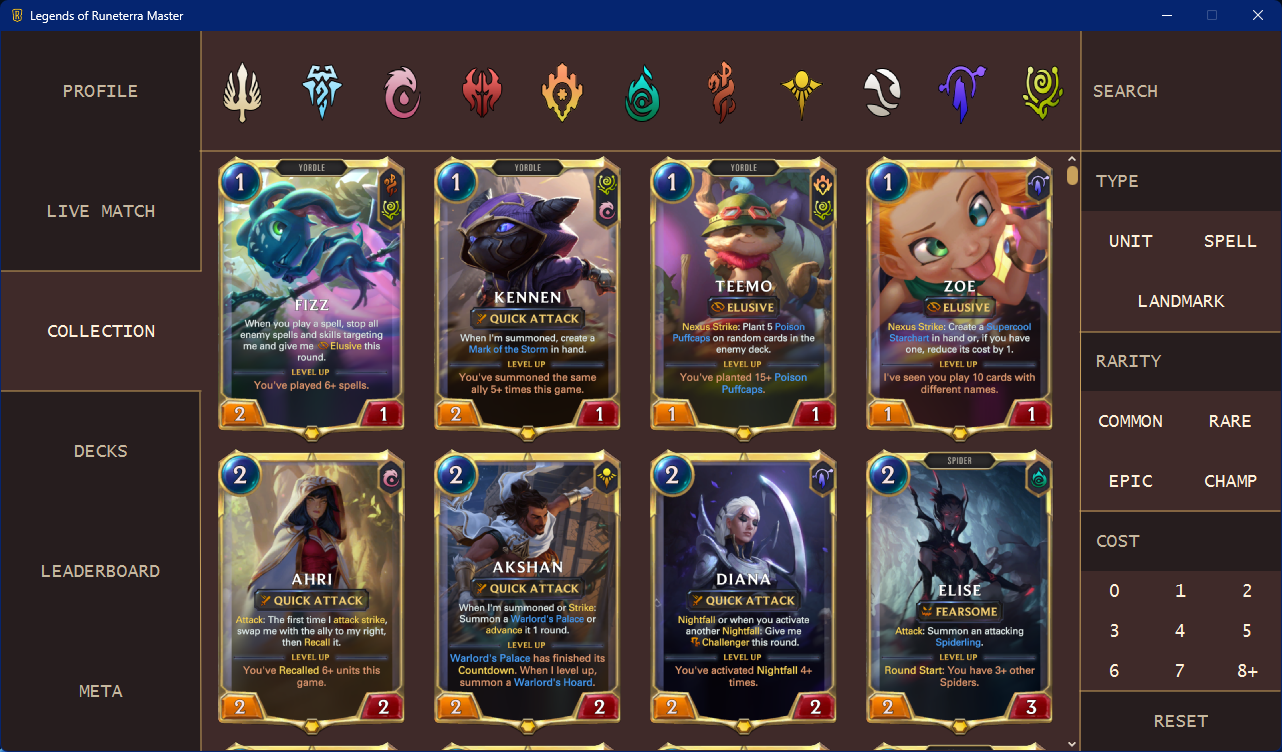 Legends of Runeterra Master
PROFILE
LIVE MATCH
COLLECTION
DECKS
LEADERBOARD
META
1
YORDLE
FIZZ
When you play a spell, stop all
enemy spells and skills targeting
me and give me Elusive this
round.
LEVEL UP
You've played 6+ spells.
2
1
1
YORDLE
KENNEN
QUICK ATTACK
When I'm summoned, create a
Mark of the Storm in hand.
LEVEL UP
You've summoned the same
ally 5+ times this game.
2
1
1
YORDLE
TEEMO
ELUSIVE
Nexus Strike: Plant 5 Poison
Puffcaps on random cards in the
enemy deck.
LEVEL UP
You've planted 15+ Poison
Puffcaps.
1
1
1
ZOE
ELUSIVE
Nexus Strike: Create a Supercool
Starchart in hand or, if you have
one, reduce its cost by 1.
LEVEL UP
I've seen you play 10 cards with
different names.
1
1
2
AHRI
QUICK ATTACK
Attack: The first time I attack strike,
swap me with the ally to my right,
then Recall it.
LEVEL UP
You've Recalled 6+ units this
game.
2
2
2
AKSHAN
QUICK ATTACK
When I'm summoned or Strike:
Summon a Warlord's Palace or
advance it 1 round.
LEVEL UP
Warlord's Palace has finished its
Countdown. When I level up,
summon a Warlord's Hoard.
2
2
2
DIANA
QUICK ATTACK
Nightfall or when you activate
another Nightfall: Give me
Challenger this round.
LEVEL UP
You've activated Nightfall 4+
times.
2
2
2
SPIDER
ELISE
FEARSOME
Attack: Summon an attacking
Spiderling.
LEVEL UP
Round Start: You have 3+ other
Spiders.
2
3
SEARCH
TYPE
UNIT SPELL
LANDMARK
RARITY
COMMON RARE
EPIC CHAMP
COST
0 1 2
3 4 5
6 7 8+
RESET